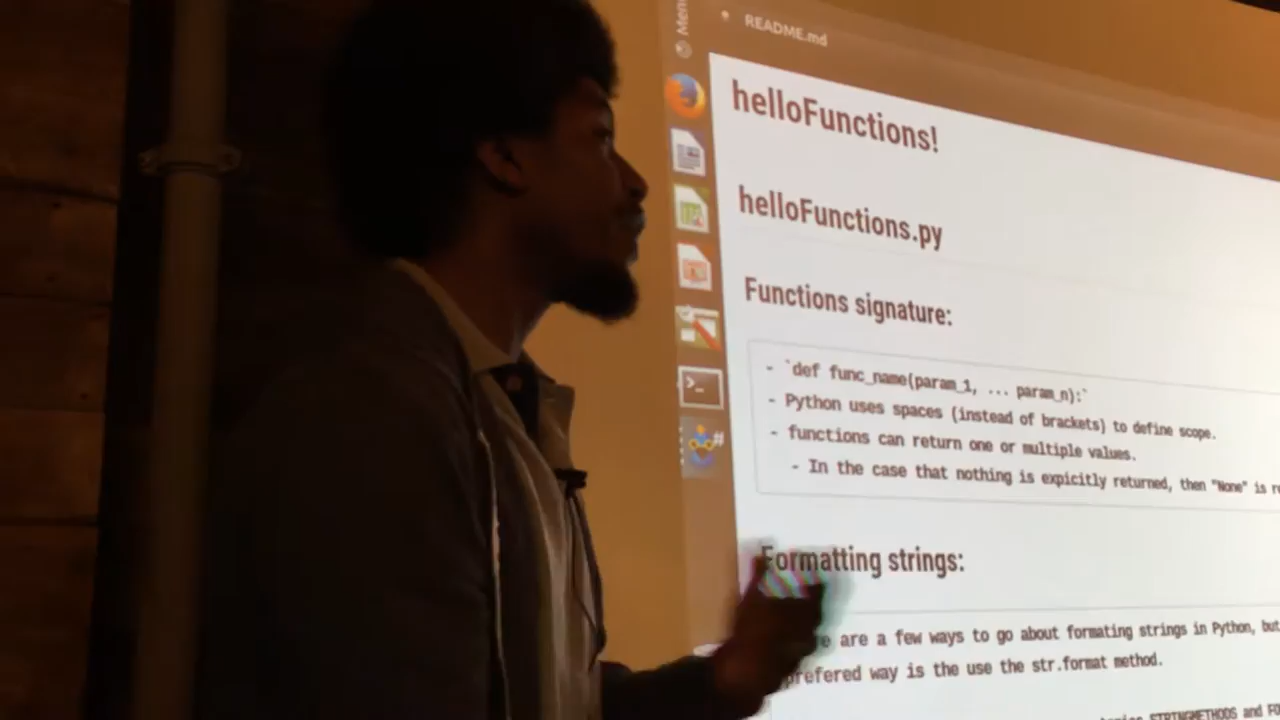 Men
README.md
helloFunctions!
helloFunctions.py
Functions signature:
- `def func_name(param_1, ... param_n):`
- Python uses spaces (instead of brackets) to define scope.
- functions can return one or multiple values.
- In the case that nothing is expicitly returned, then "None" is
Formatting strings:
are a few ways to go about formating strings in Python, but
prefered way is the use the str.format method.
STRINGMETHODS and